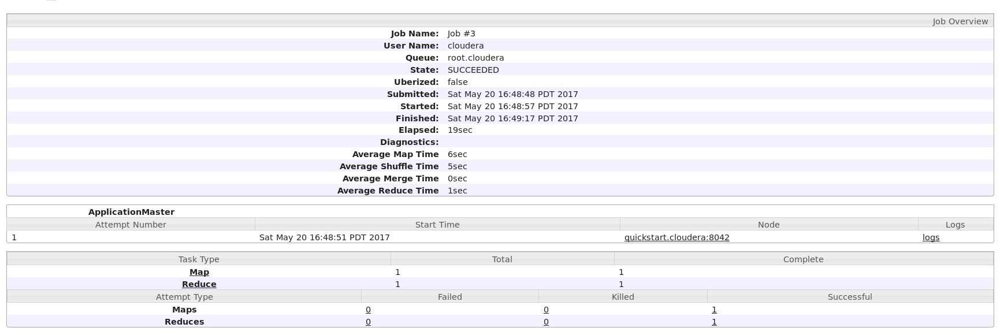 Job Overview
Job Name: Job #3
User Name: cloudera
Queue: root.cloudera
State: SUCCEEDED
Uberized: false
Submitted: Sat May 20 16:48:48 PDT 2017
Started: Sat May 20 16:48:57 PDT 2017
Finished: Sat May 20 16:49:17 PDT 2017
Elapsed: 19sec
Diagnostics:
Average Map Time 6sec
Average Shuffle Time 5sec
Average Merge Time 0sec
Average Reduce Time 1sec
ApplicationMaster
Attempt Number Start Time Node Logs
1 Sat May 20 16:48:51 PDT 2017 quickstart.cloudera:8042 logs
Task Type Total Complete
Map 1 1
Reduce 1 1
Attempt Type Failed Killed Successful
Maps 0 0 1
Reduces 0 0 1